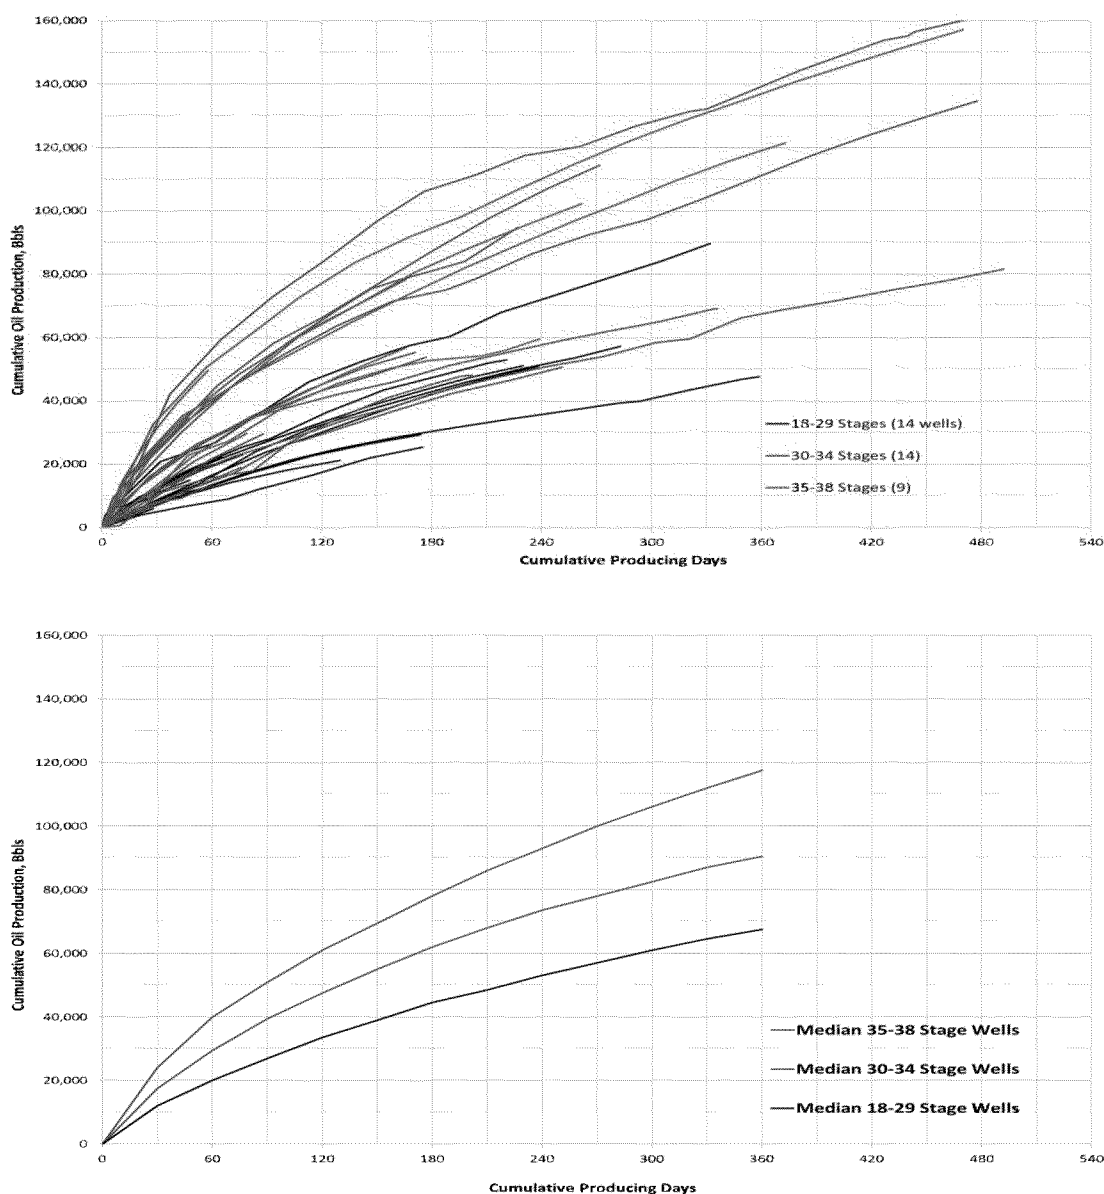 160,000
140,000
120,000
100,000
80,000
60,000
40,000
20,000
0
Cumulative Oil Production, Bbls
18-29 Stages (14 wells)
30-34 Stages (14)
35-38 Stages (9)
0 60 120 180 240 300 360 420 480 540
Cumulative Producing Days
160,000
140,000
120,000
100,000
80,000
60,000
40,000
20,000
0
Cumulative Oil Production, Bbls
Median 35-38 Stage Wells
Median 30-34 Stage Wells
Median 18-29 Stage Wells
0 60 120 180 240 300 360 420 480 540
Cumulative Producing Days